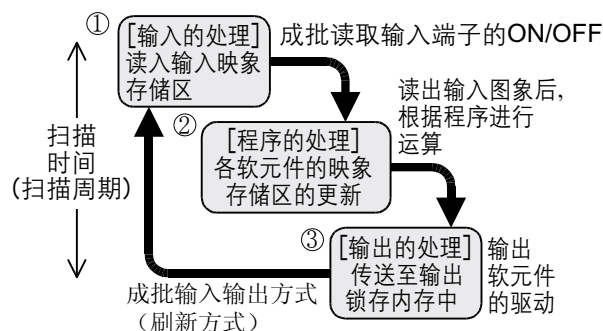 ①
[输入的处理]
读入输入映象
存储区
成批读取输入端子的ON/OFF
读出输入图象后,
根据程序进行
运算
②
[程序的处理]
各软元件的映象
存储区的更新
扫描
时间
(扫描周期)
③
[输出的处理]
传送至输出
锁存内存中
输出
软元件
的驱动
成批输入输出方式
（刷新方式）